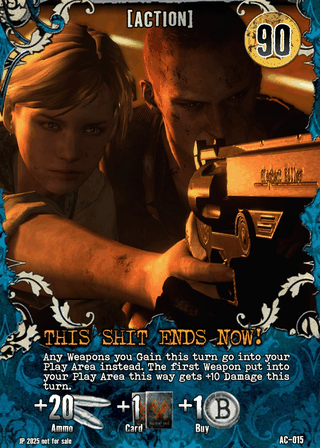 [ACTION]
90
THIS SHIT ENDS NOW!
Any Weapons you Gain this turn go into your
Play Area instead. The first Weapon put into
your Play Area this way gets +10 Damage this
turn.
+20 +1 +1 B
Ammo Card Buy
JP 2025 not for sale AC-015